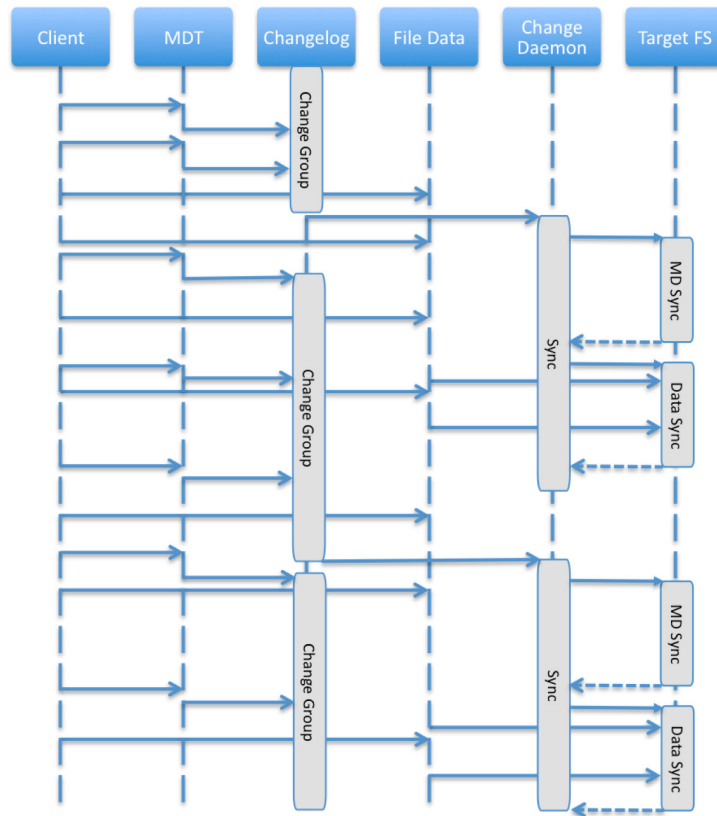 Client
MDT
Changelog
File Data
Change
Daemon
Target FS
Change Group
MD Sync
Sync
Change Group
Data Sync
MD Sync
Sync
Change Group
Data Sync